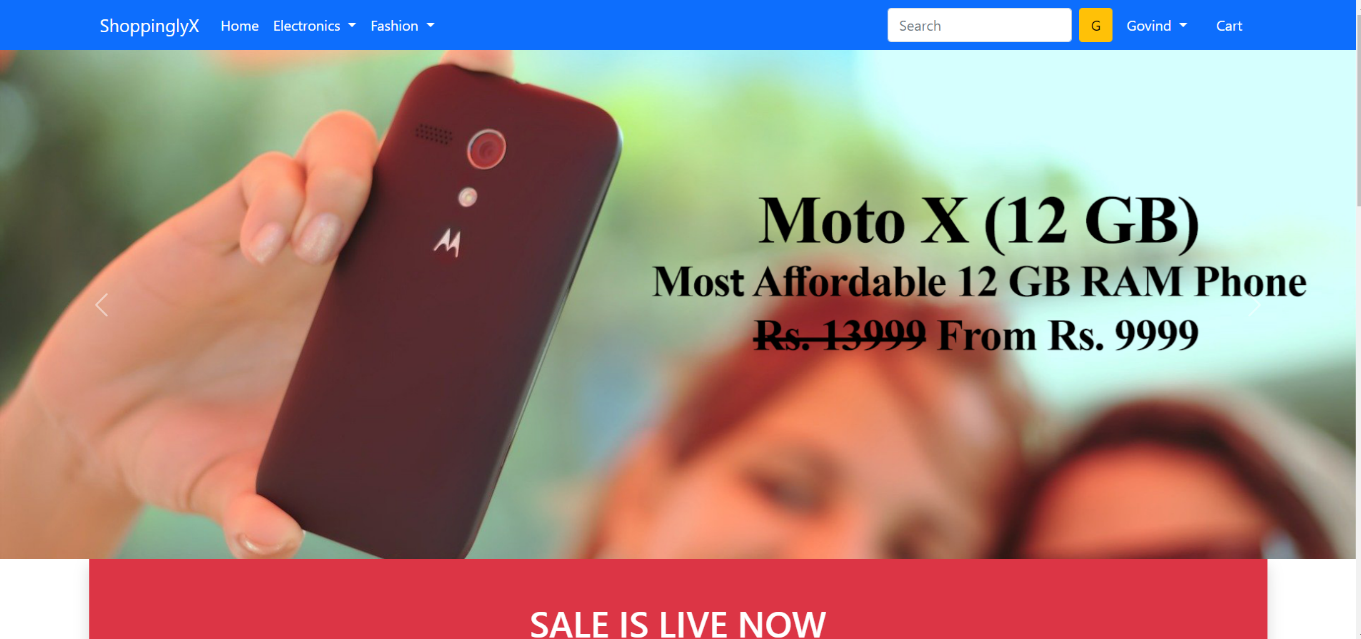 ShoppinglyX Home Electronics Fashion Search G Govind Cart
Moto X (12 GB)
Most Affordable 12 GB RAM Phone
Rs. 13999 From Rs. 9999
SALE IS LIVE NOW